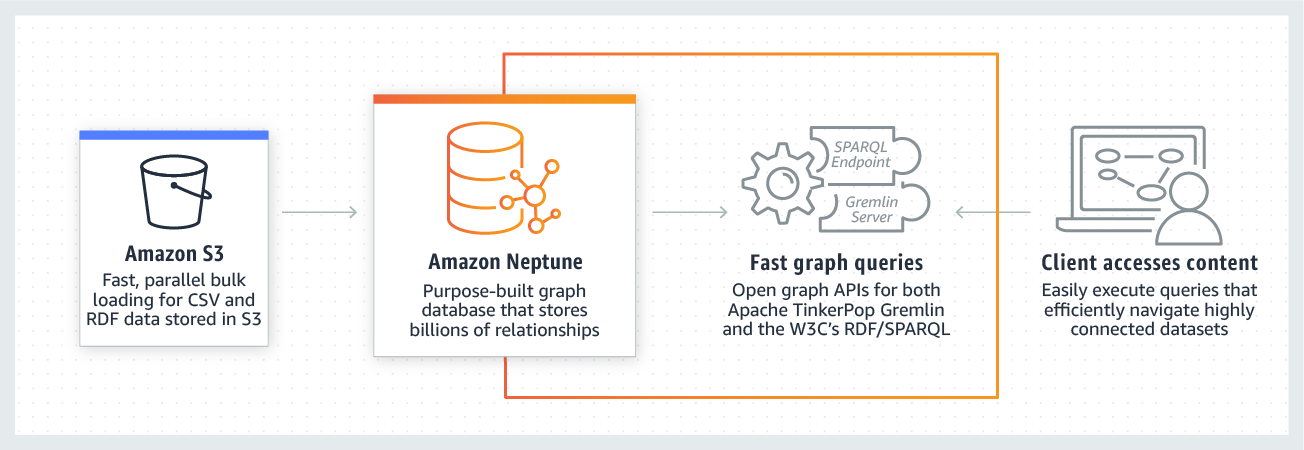 Amazon S3
Fast, parallel bulk
loading for CSV and
RDF data stored in S3
Amazon Neptune
Purpose-built graph
database that stores
billions of relationships
SPARQL
Endpoint
Gremlin
Server
Fast graph queries
Open graph APIs for both
Apache TinkerPop Gremlin
and the W3C's RDF/SPARQL
Client accesses content
Easily execute queries that
efficiently navigate highly
connected datasets